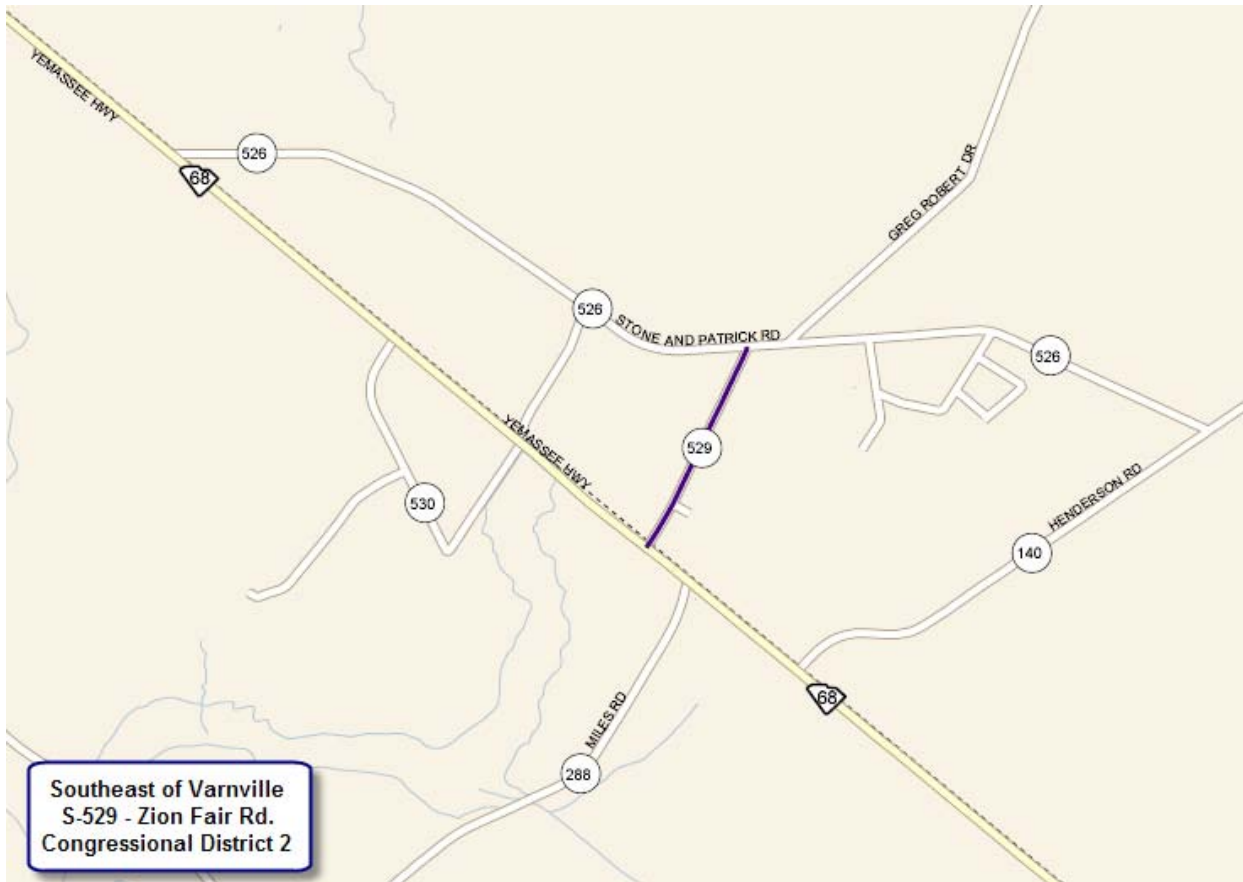 YEMASSEE HWY
526
68
GREG ROBERT DR
526
STONE AND PATRICK RD
526
YEMASSEE HWY
529
530
HENDERSON RD
140
68
MILES RD
288
Southeast of Varnville
S-529 - Zion Fair Rd.
Congressional District 2